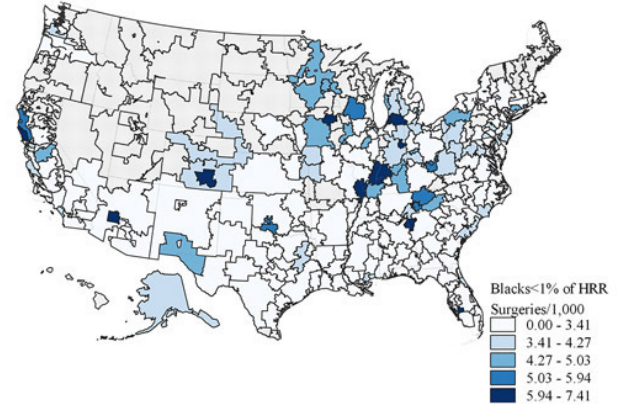 Blacks<1% of HRR
Surgeries/1,000
0.00 - 3.41
3.41 - 4.27
4.27 - 5.03
5.03 - 5.94
5.94 - 7.41